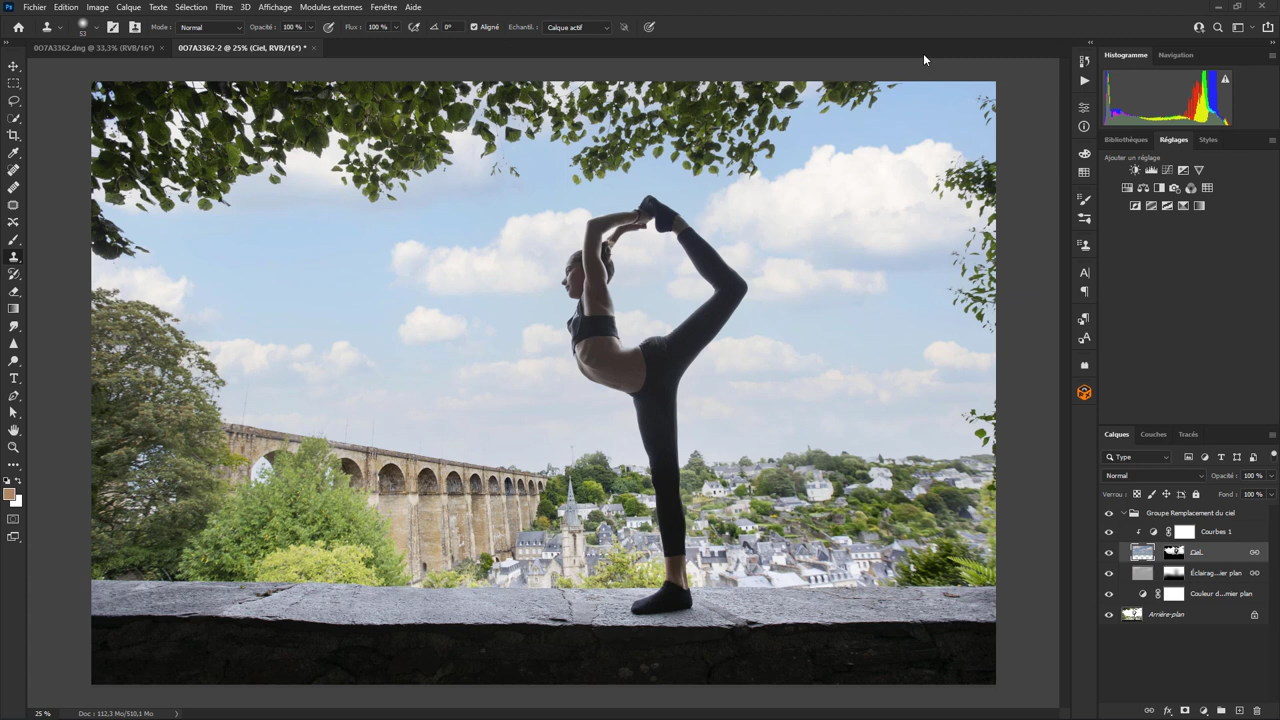 Ps Fichier Edition Image Calque Texte Sélection Filtre 3D Affichage Modules externes Fenêtre Aide
53 Mode : Normal Opacité : 100 % Flux : 100 % 0° Aligné Echantil. : Calque actif
0O7A3362.dng @ 33,3% (RVB/16*) × 0O7A3362-2 @ 25% (Ciel, RVB/16*) * ×
Histogramme Navigation
Bibliothèques Réglages Styles
Ajouter un réglage
Calques Couches Tracés
Type
Normal Opacité : 100 %
Verrou : Fond : 100 %
Groupe Remplacement du ciel
Courbes 1
Ciel
Éclairag...ier plan
Couleur d...mier plan
Arrière-plan
25 % Doc : 112,3 Mo/510,1 Mo